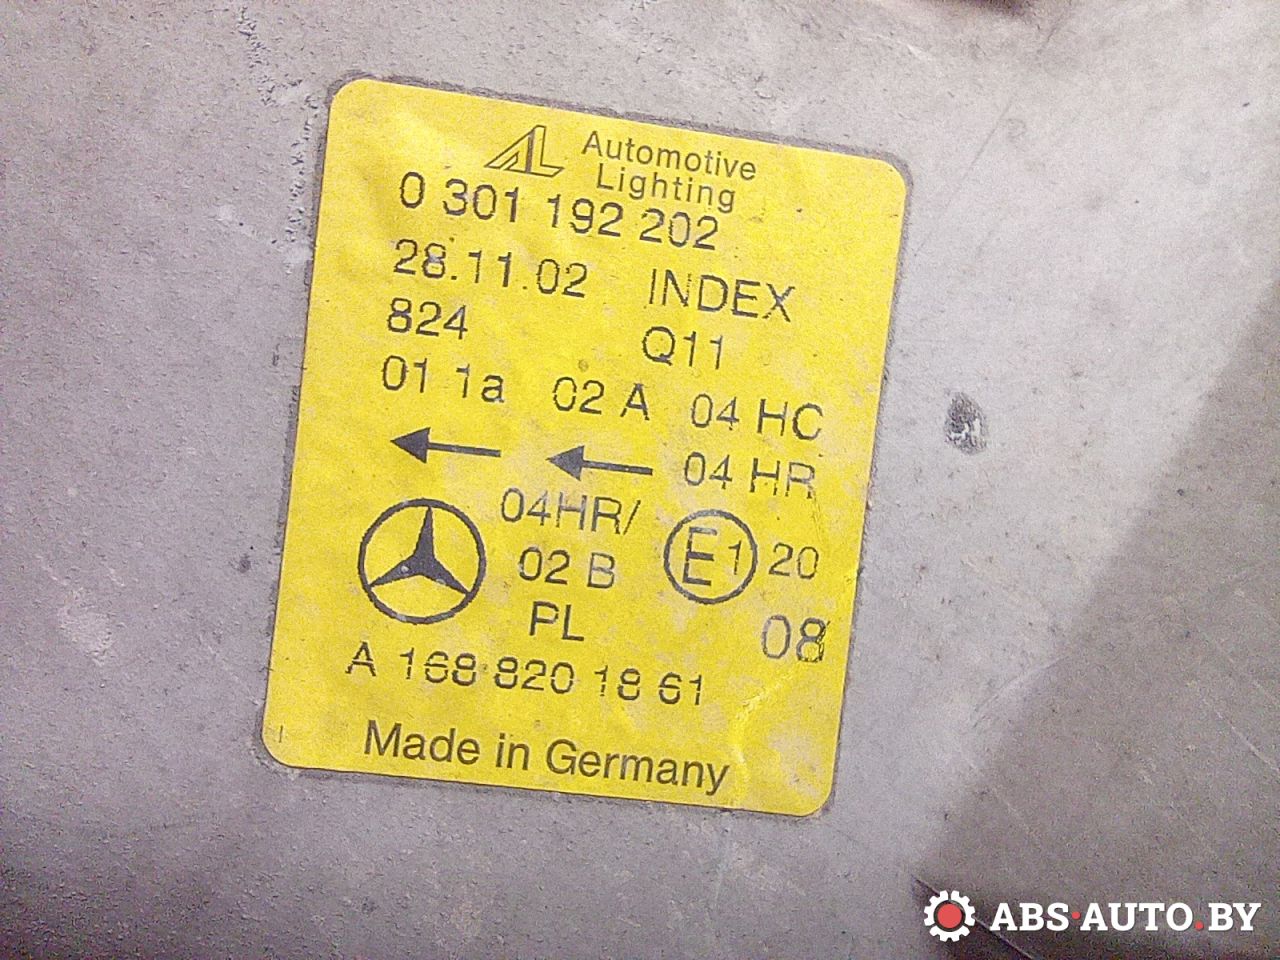 AL Automotive
Lighting
0 301 192 202
28.11.02 INDEX
824 Q11
01 1a 02 A 04 HC
04 HR
04HR/
02 B E1 20
PL 08
A 168 820 18 61
Made in Germany
ABS·AUTO.BY